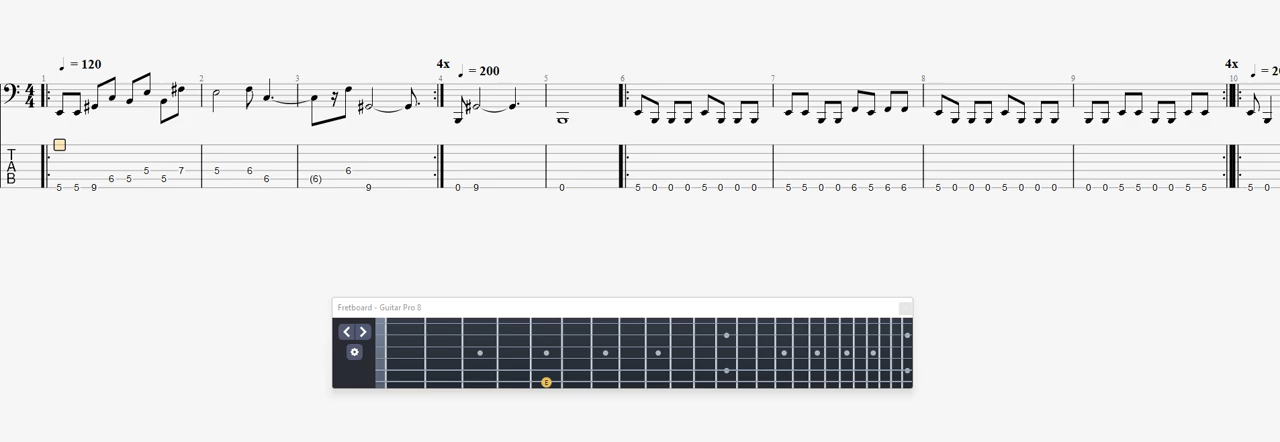 4x 4x
♩ = 120 ♩ = 200 ♩ = 2
1 2 3 4 5 6 7 8 9 10
4
4
T
A
B
5 5 9 6 5 5 5 7 5 6 6 (6) 6 9 0 9 0 5 0 0 0 5 0 0 0 5 5 0 0 6 5 6 6 5 0 0 0 5 0 0 0 0 0 5 5 0 0 5 5 5 0
Fretboard - Guitar Pro 8
E